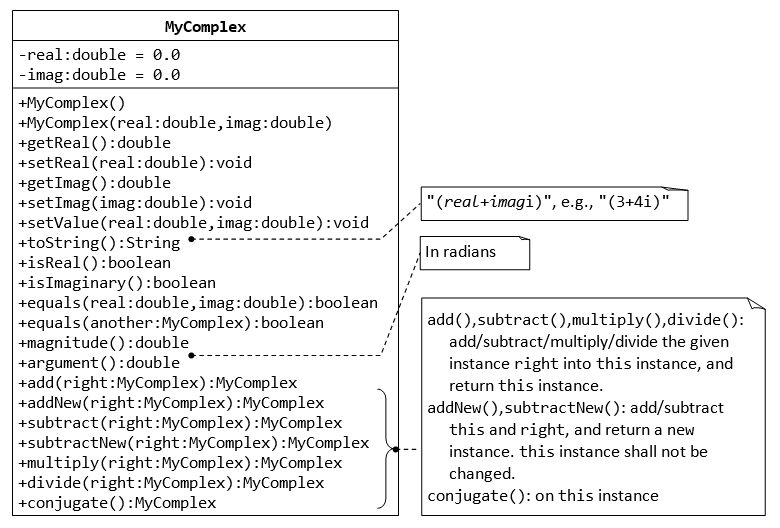 MyComplex
-real:double = 0.0
-imag:double = 0.0
+MyComplex()
+MyComplex(real:double,imag:double)
+getReal():double
+setReal(real:double):void
+getImag():double
+setImag(imag:double):void
+setValue(real:double,imag:double):void
+toString():String
+isReal():boolean
+isImaginary():boolean
+equals(real:double,imag:double):boolean
+equals(another:MyComplex):boolean
+magnitude():double
+argument():double
+add(right:MyComplex):MyComplex
+addNew(right:MyComplex):MyComplex
+subtract(right:MyComplex):MyComplex
+subtractNew(right:MyComplex):MyComplex
+multiply(right:MyComplex):MyComplex
+divide(right:MyComplex):MyComplex
+conjugate():MyComplex
"(real+imagi)", e.g., "(3+4i)"
In radians
add(),subtract(),multiply(),divide():
add/subtract/multiply/divide the given
instance right into this instance, and
return this instance.
addNew(),subtractNew(): add/subtract
this and right, and return a new
instance. this instance shall not be
changed.
conjugate(): on this instance